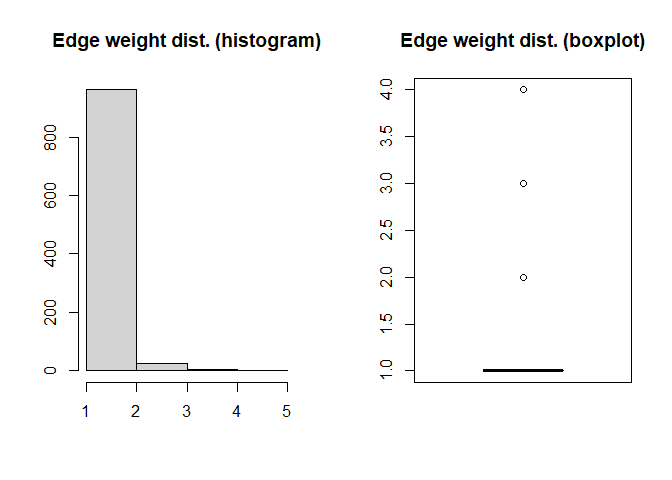 Edge weight dist. (histogram)
0 200 400 600 800
1 2 3 4 5
Edge weight dist. (boxplot)
1.0 1.5 2.0 2.5 3.0 3.5 4.0